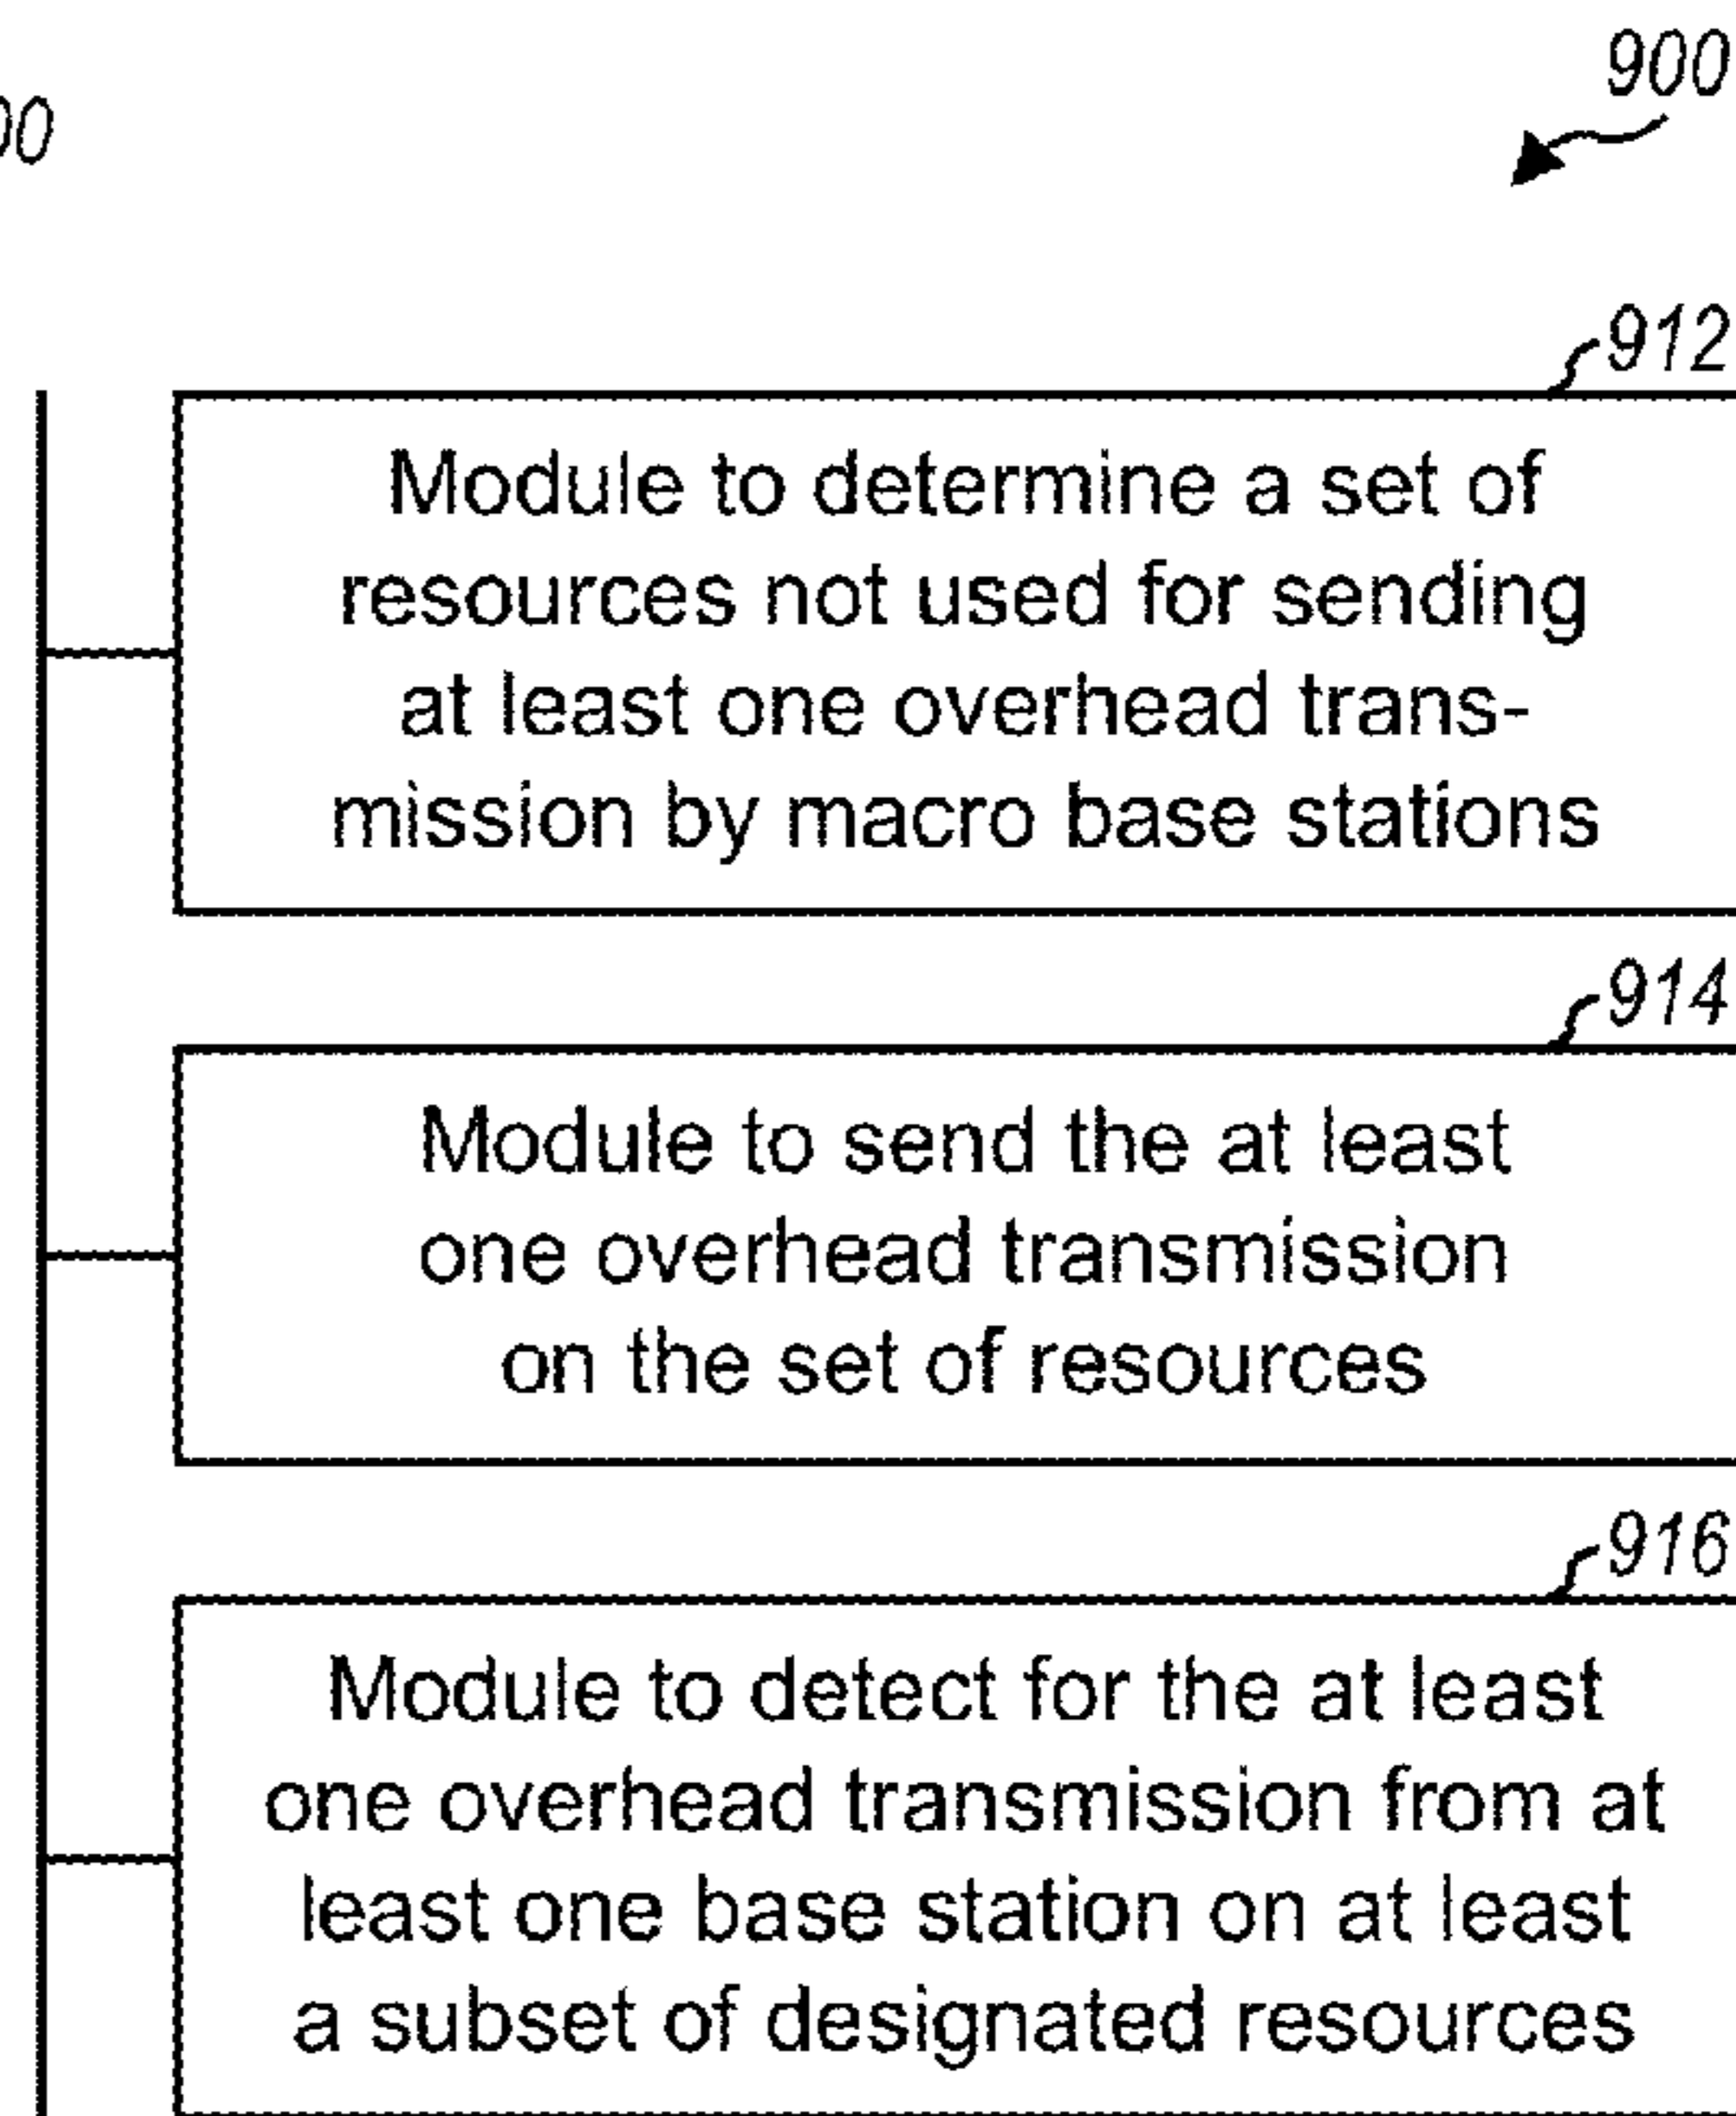 900
00
912
Module to determine a set of
resources not used for sending
at least one overhead trans-
mission by macro base stations
914
Module to send the at least
one overhead transmission
on the set of resources
916
Module to detect for the at least
one overhead transmission from at
least one base station on at least
a subset of designated resources